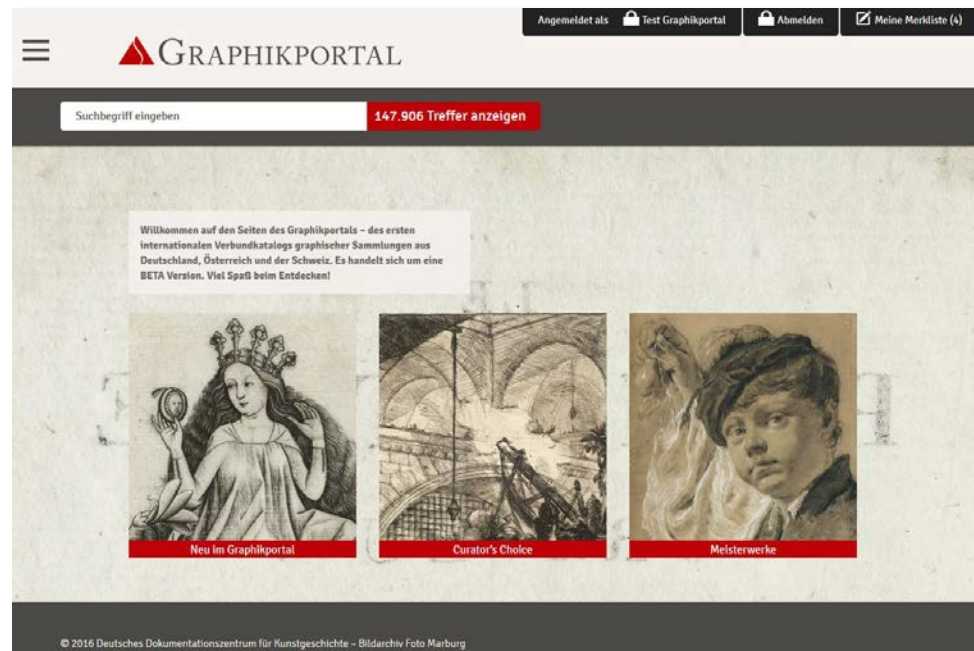 Angemeldet als Test Graphikportal Abmelden Meine Merkliste (4)
GRAPHIKPORTAL
Suchbegriff eingeben 147.906 Treffer anzeigen
Willkommen auf den Seiten des Graphikportals – des ersten
internationalen Verbundkatalogs graphischer Sammlungen aus
Deutschland, Österreich und der Schweiz. Es handelt sich um eine
BETA Version. Viel Spaß beim Entdecken!
Neu im Graphikportal Curator's Choice Meisterwerke
© 2016 Deutsches Dokumentationszentrum für Kunstgeschichte – Bildarchiv Foto Marburg